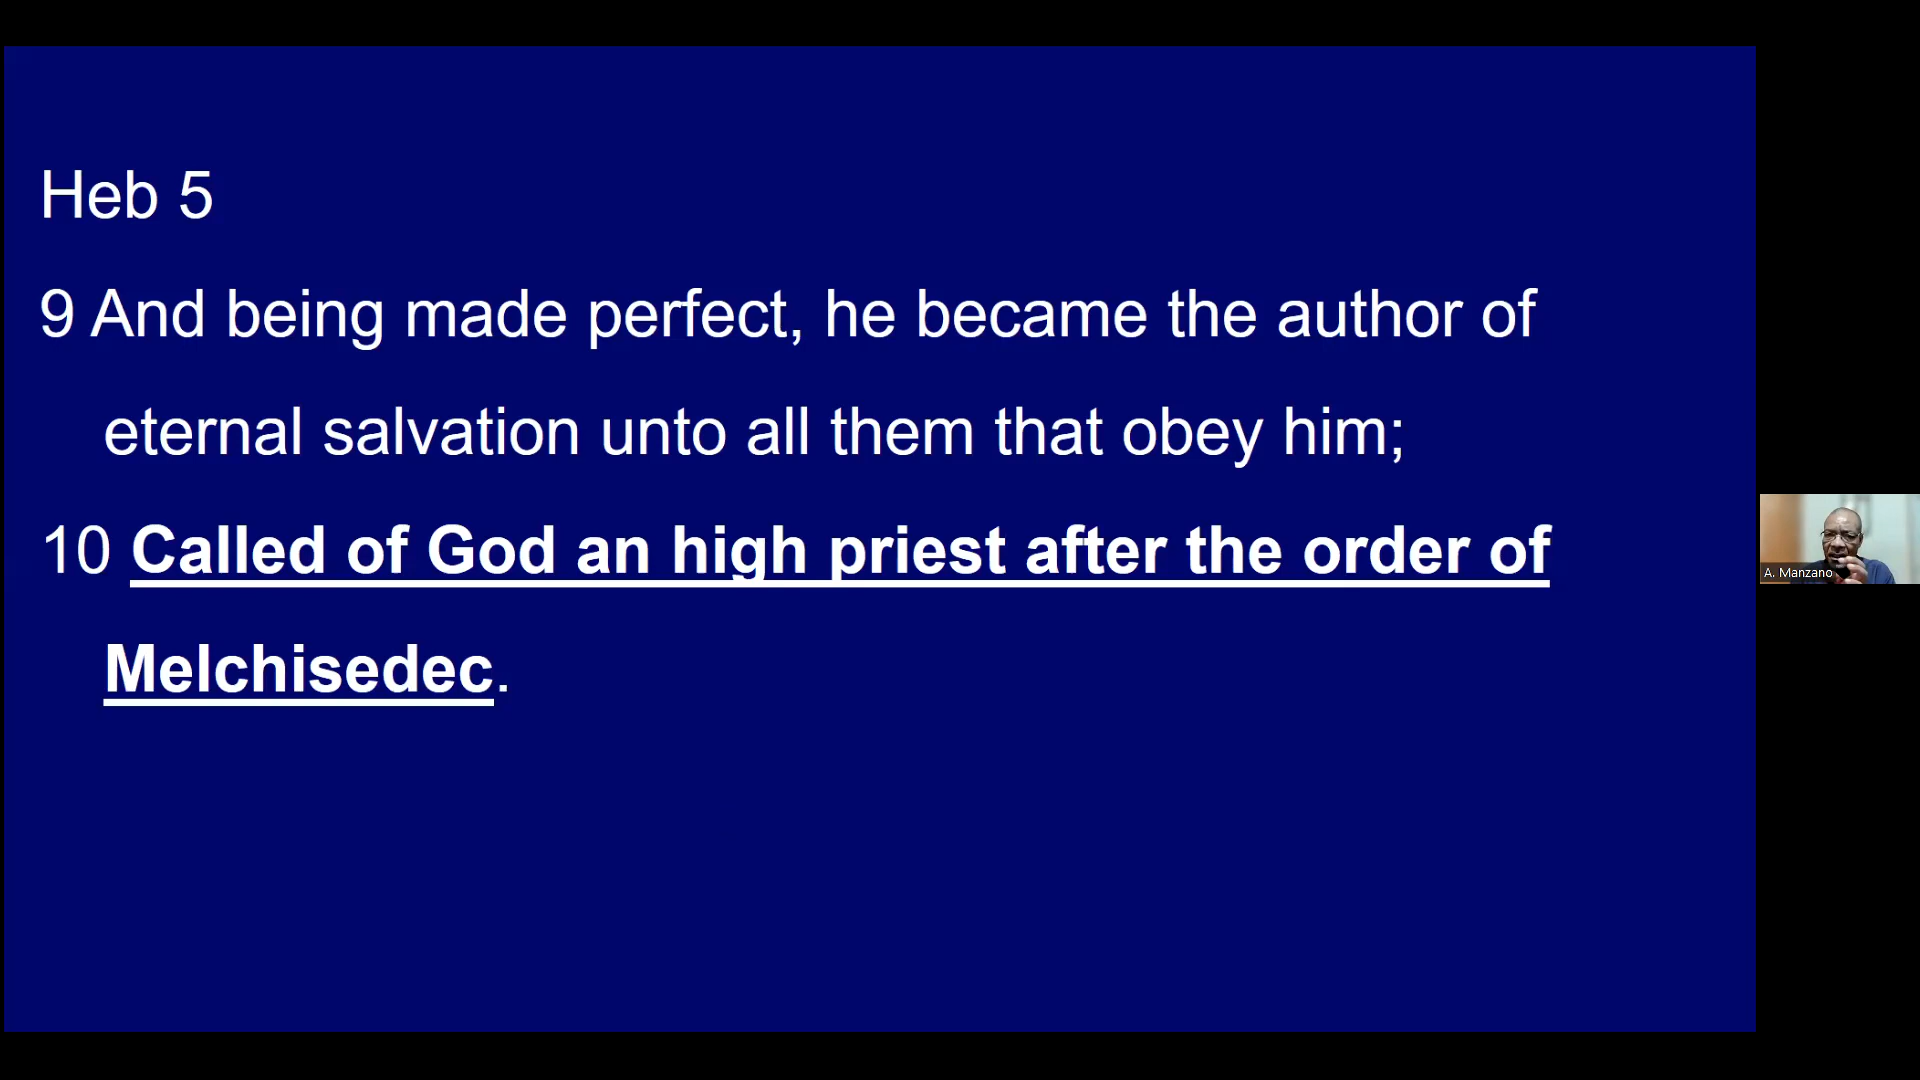 Heb 5
9 And being made perfect, he became the author of
eternal salvation unto all them that obey him;
10 Called of God an high priest after the order of
Melchisedec.
A. Manzano